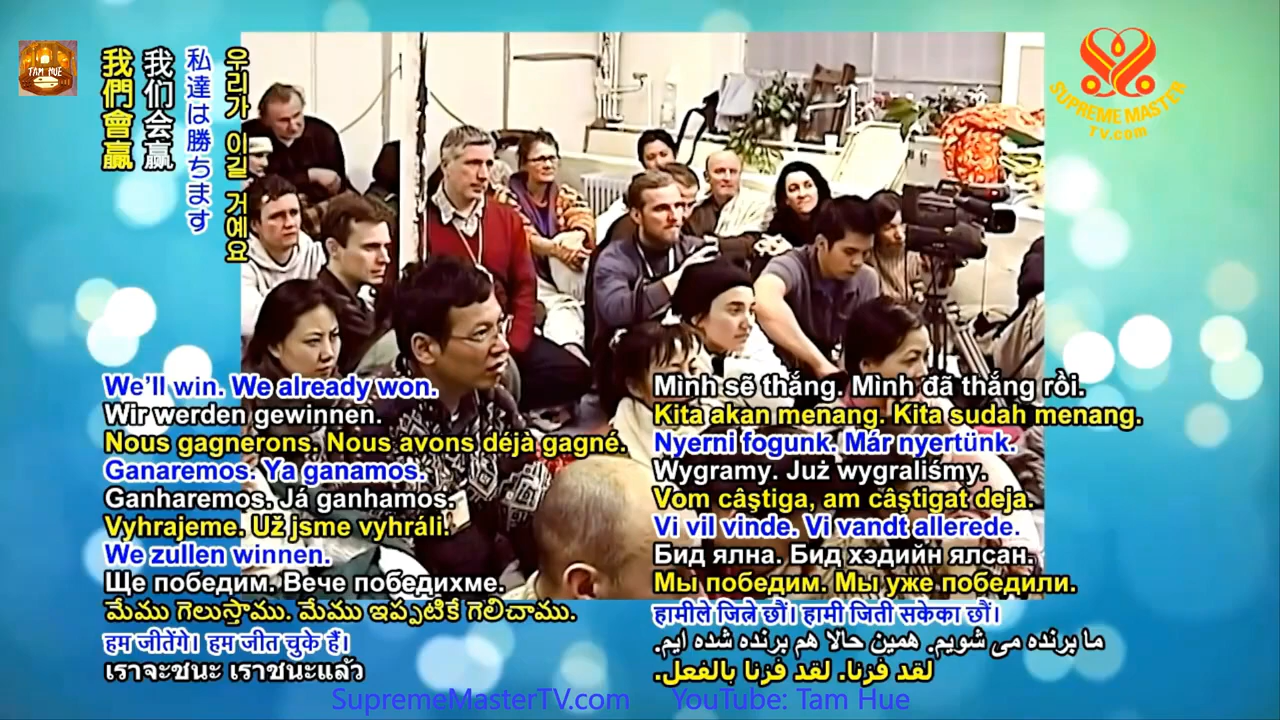 TAM HUE
我們會贏
我们会赢
私達は勝ちます
우리가 이길 거예요
SUPREME MASTER
TV.com
We'll win. We already won.
Wir werden gewinnen.
Nous gagnerons. Nous avons déjà gagné.
Ganaremos. Ya ganamos.
Ganharemos. Já ganhamos.
Vyhrajeme. Už jsme vyhráli.
We zullen winnen.
Ще победим. Вече победихме.
మేము గెలుస్తాము. మేము ఇప్పటికే గెలిచాము.
हम जीतेंगे। हम जीत चुके हैं।
เราจะชนะ เราชนะแล้ว
Mình sẽ thắng. Mình đã thắng rồi.
Kita akan menang. Kita sudah menang.
Nyerni fogunk. Már nyertünk.
Wygramy. Już wygraliśmy.
Vom câştiga, am câştigat deja.
Vi vil vinde. Vi vandt allerede.
Бид ялна. Бид хэдийн ялсан.
Мы победим. Мы уже победили.
हामीले जित्ने छौं। हामी जिती सकेका छौं।
ما برنده می شویم. همین حالا هم برنده شده ایم.
لقد فزنا. لقد فزنا بالفعل.
SupremeMasterTV.com YouTube: Tam Hue